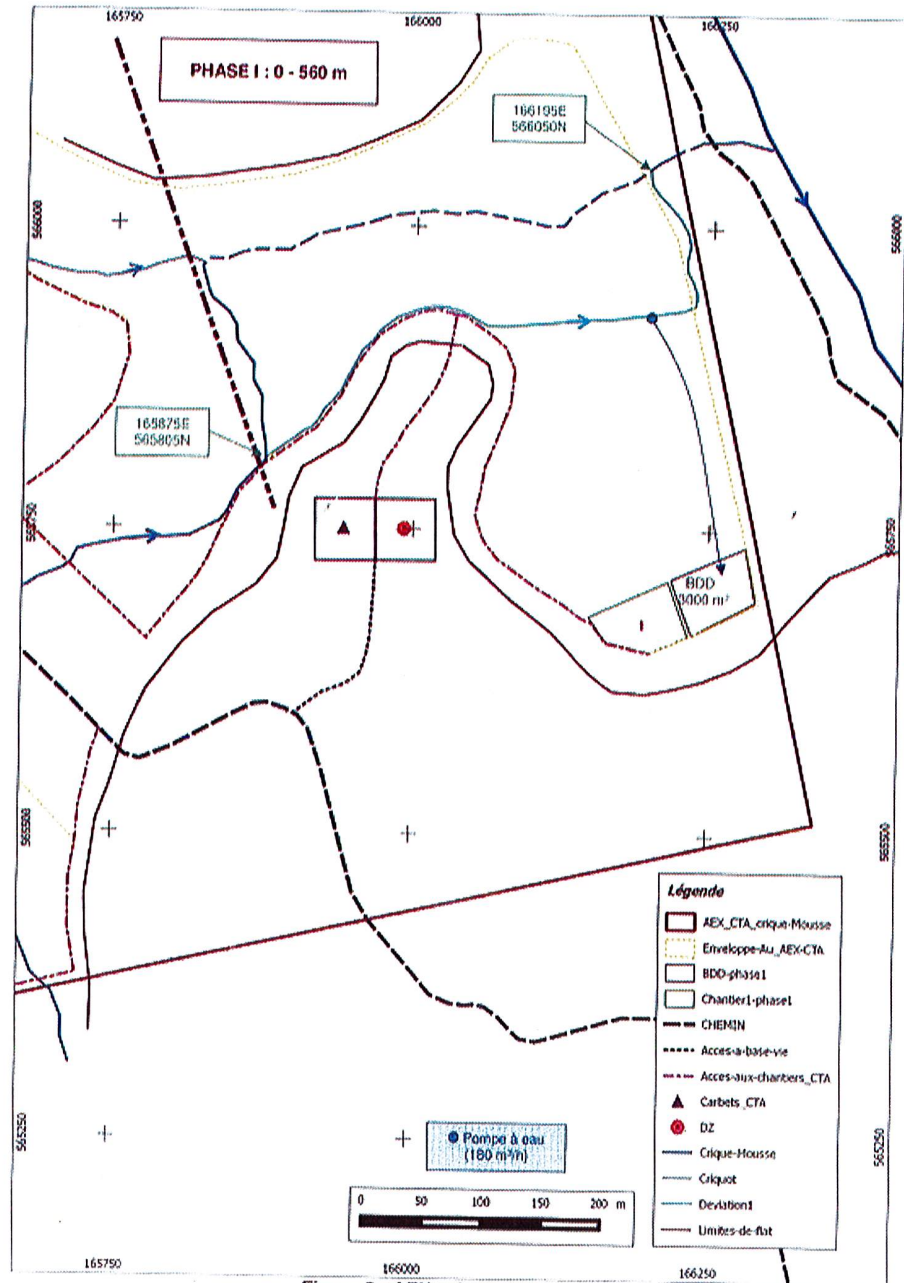 165750
166000
166250
PHASE I : 0 - 560 m
166195E
566050N
566000
566000
165875E
565805N
565750
565750
BDD
3000 m²
I
565500
565500
Légende
AEX_CTA_crique-Mousse
Enveloppe-Au_AEX-CTA
BDD-phase1
Chantier1-phase1
CHEMIN
Acces-a-base-vie
Acces-aux-chantiers_CTA
Carbets_CTA
DZ
Crique-Mousse
Criquot
Deviation1
Limites-de-flat
565250
565250
Pompe à eau
(180 m³/h)
0 50 100 150 200 m
165750
166000
166250